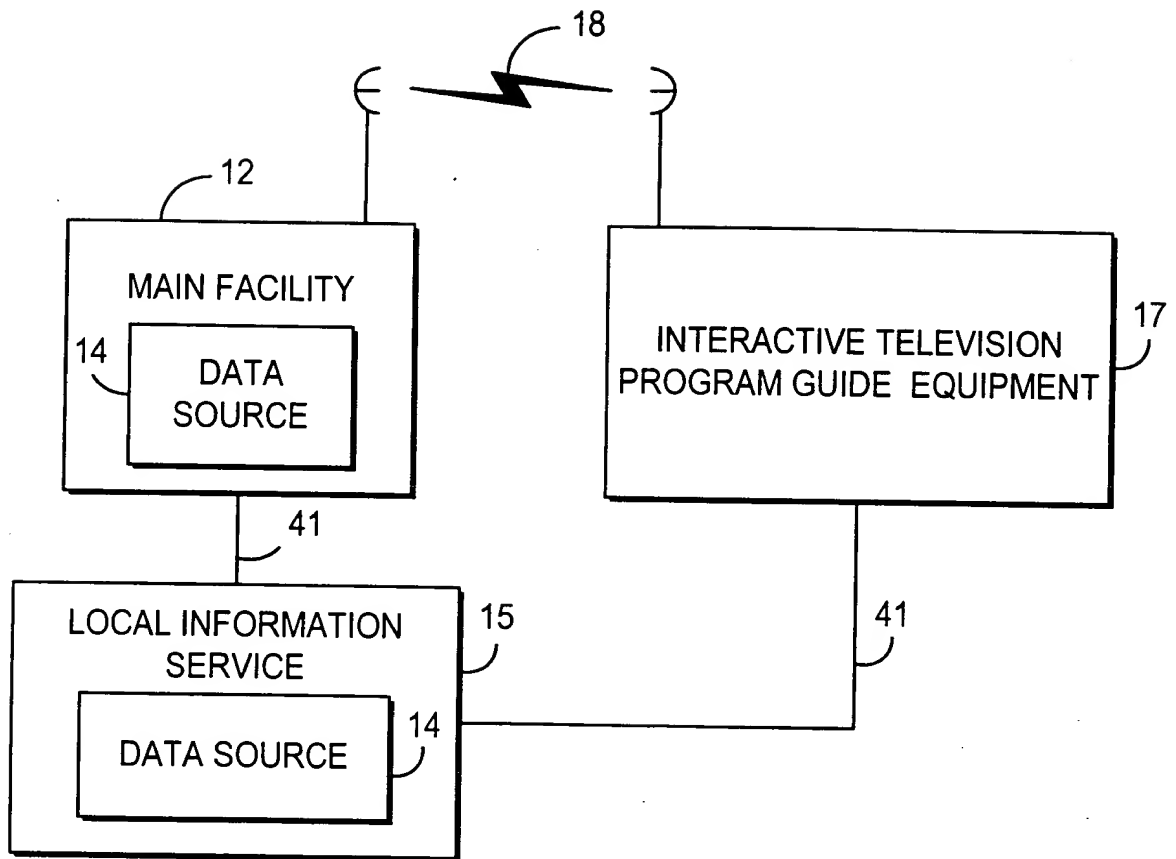 18
12
MAIN FACILITY
14
DATA
SOURCE
INTERACTIVE TELEVISION
PROGRAM GUIDE EQUIPMENT
17
41
LOCAL INFORMATION
SERVICE
15
41
14
DATA SOURCE